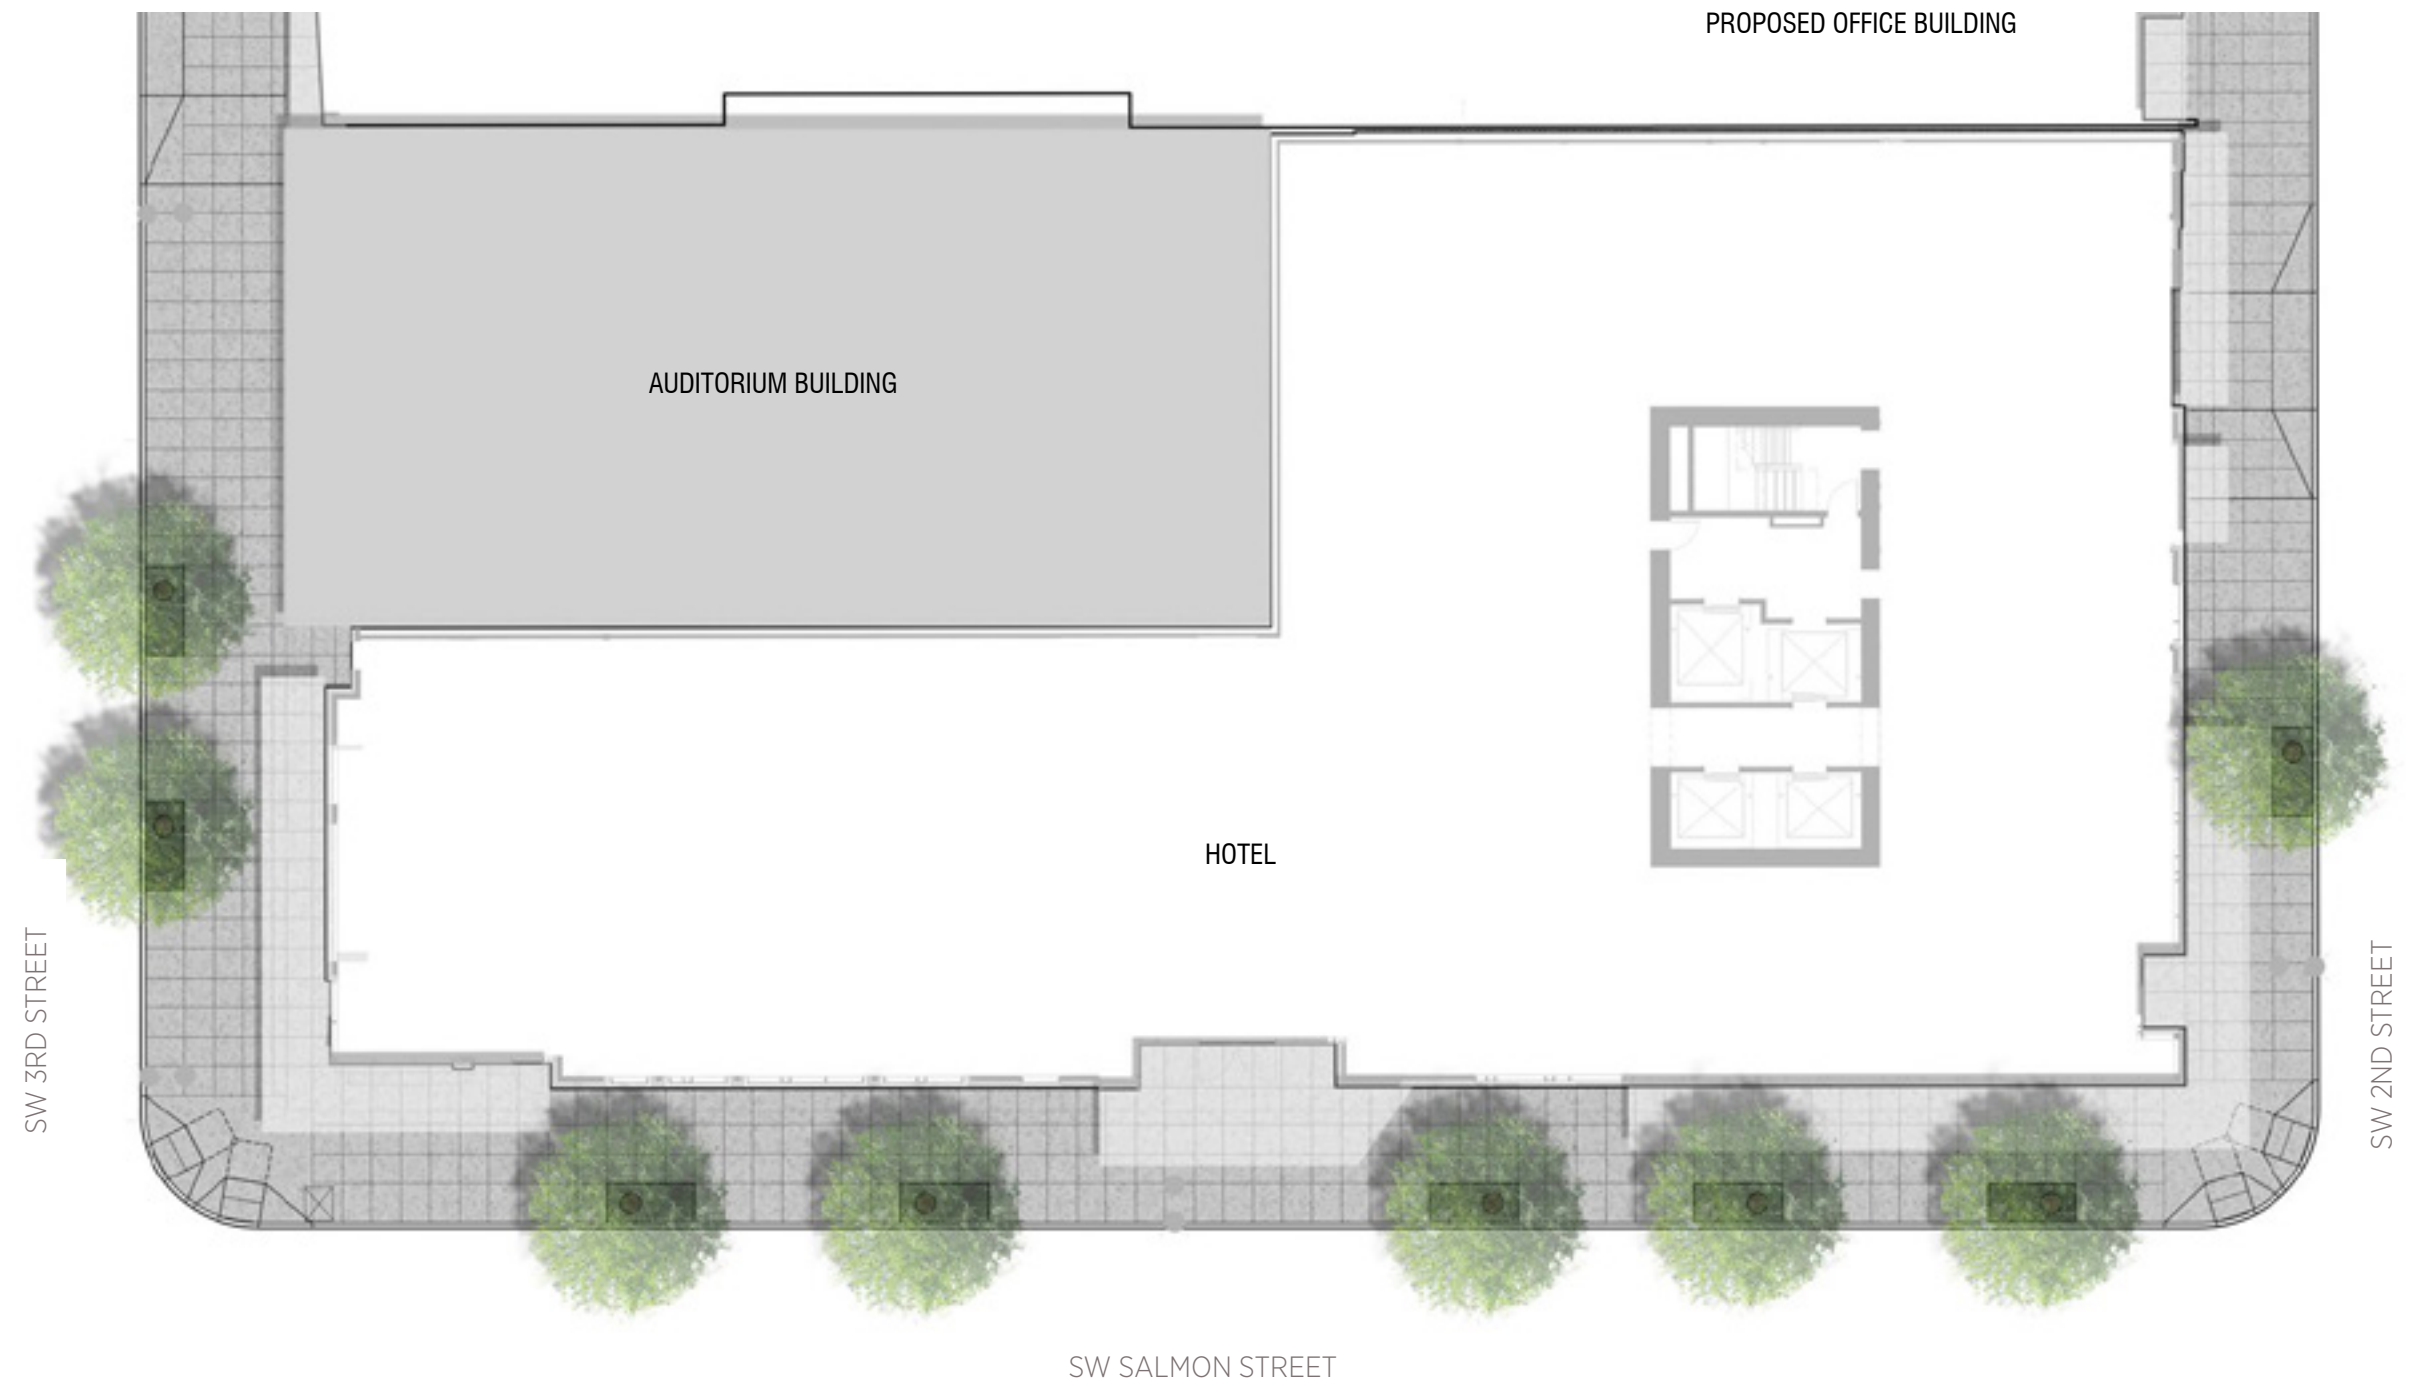 PROPOSED OFFICE BUILDING
AUDITORIUM BUILDING
HOTEL
SW 3RD STREET
SW 2ND STREET
SW SALMON STREET